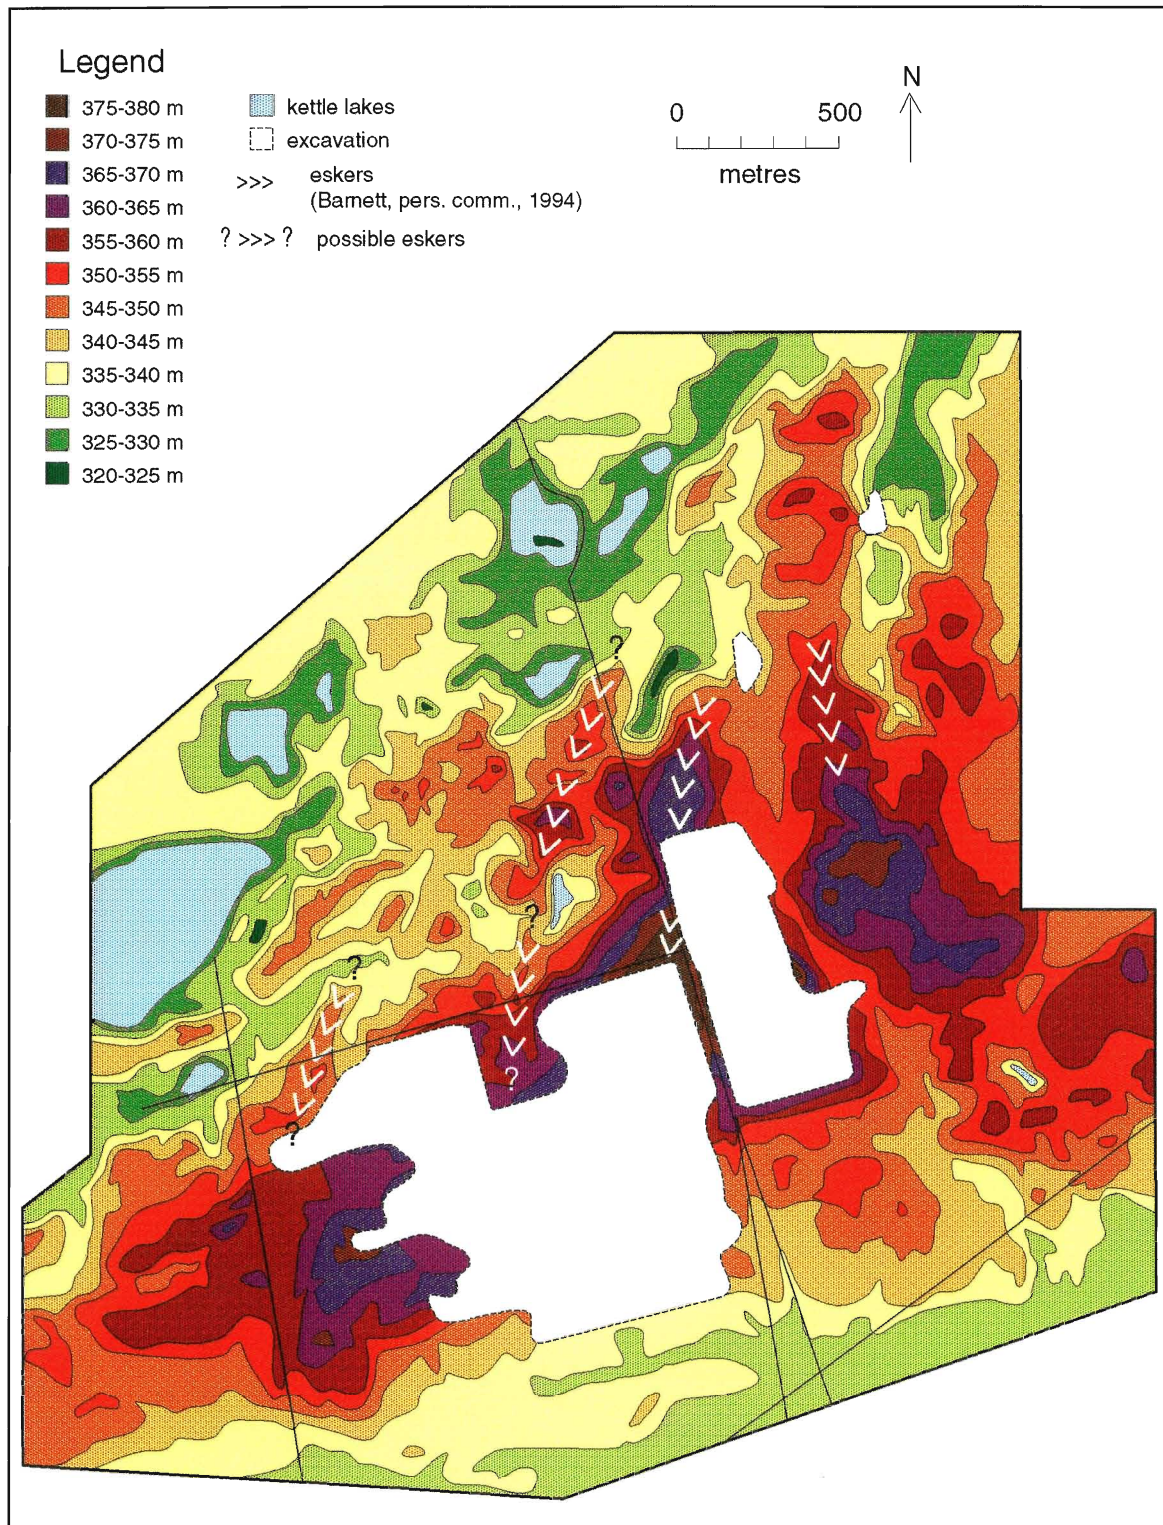 Legend
375-380 m
370-375 m
365-370 m
360-365 m
355-360 m
350-355 m
345-350 m
340-345 m
335-340 m
330-335 m
325-330 m
320-325 m
kettle lakes
excavation
>>> eskers
(Barnett, pers. comm., 1994)
? >>> ? possible eskers
0 500
metres
N
?
?
?
?
?